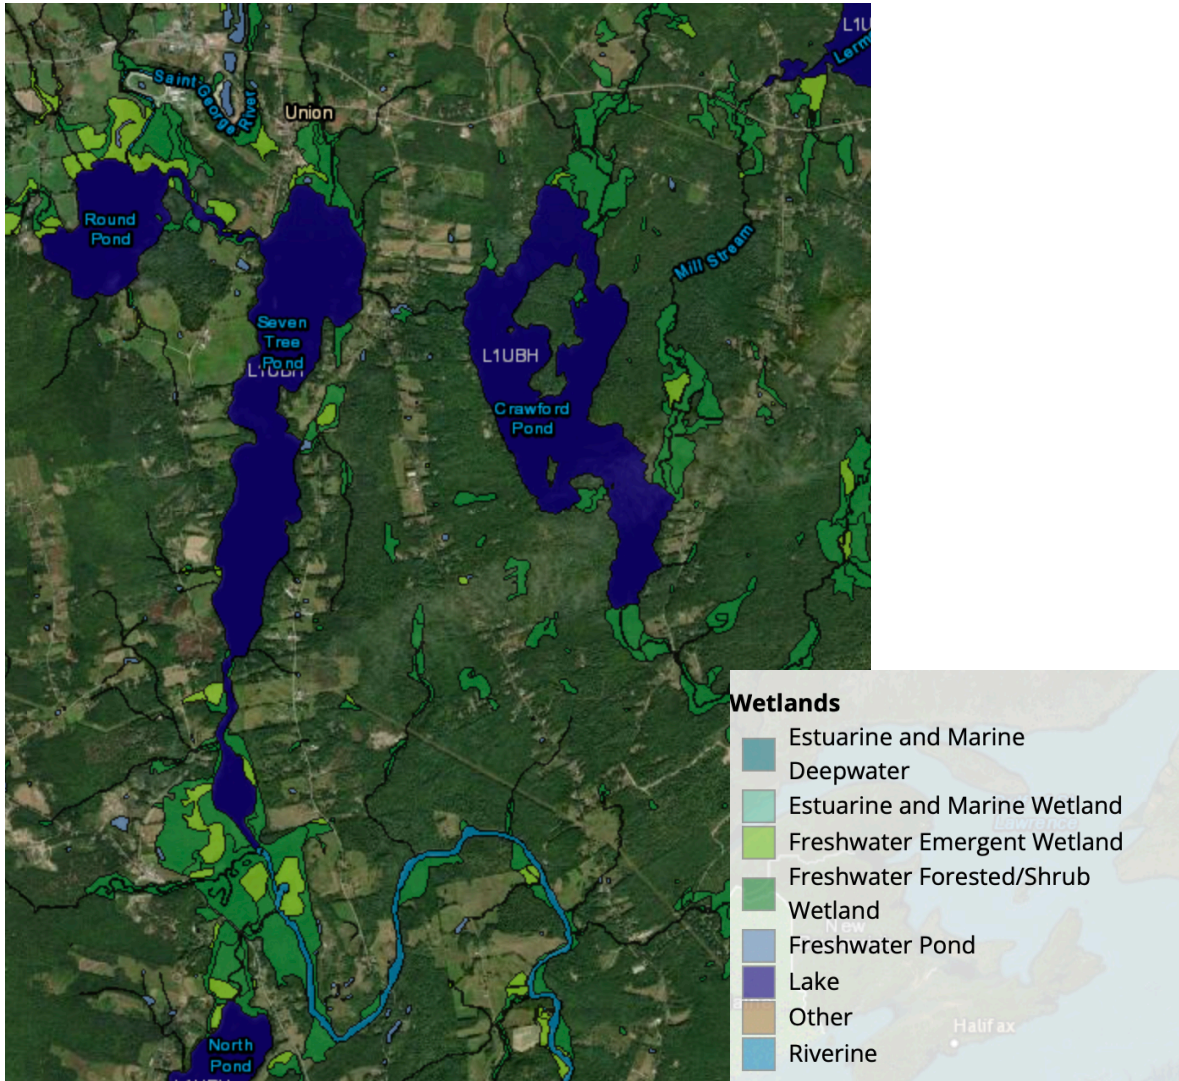 L1U
Lerm
Saint George River
Union
Round
Pond
Mill Stream
Seven
Tree
Pond
L1UBH
L1UBH
Crawford
Pond
Wetlands
Estuarine and Marine
Deepwater
Estuarine and Marine Wetland
Freshwater Emergent Wetland
Freshwater Forested/Shrub
Wetland
New
Freshwater Pond
Lake
Other
Halifax
Riverine
North
Pond